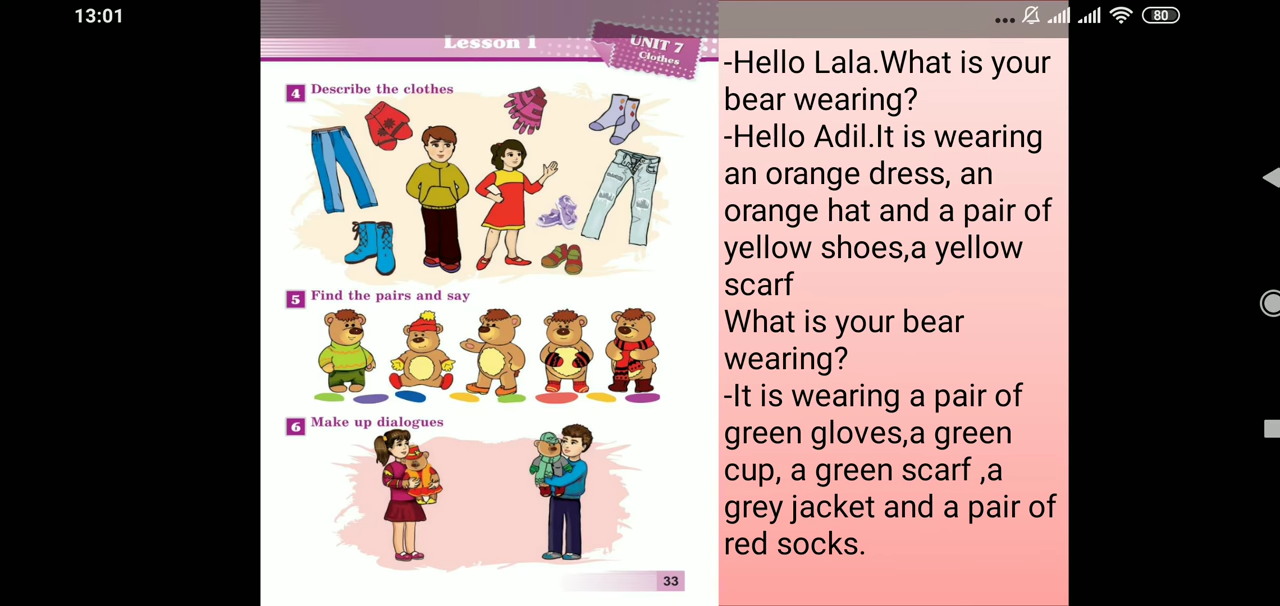 13:01
80
Lesson 1
UNIT 7
Clothes
4 Describe the clothes
5 Find the pairs and say
6 Make up dialogues
33
-Hello Lala.What is your
bear wearing?
-Hello Adil.It is wearing
an orange dress, an
orange hat and a pair of
yellow shoes,a yellow
scarf
What is your bear
wearing?
-It is wearing a pair of
green gloves,a green
cup, a green scarf ,a
grey jacket and a pair of
red socks.